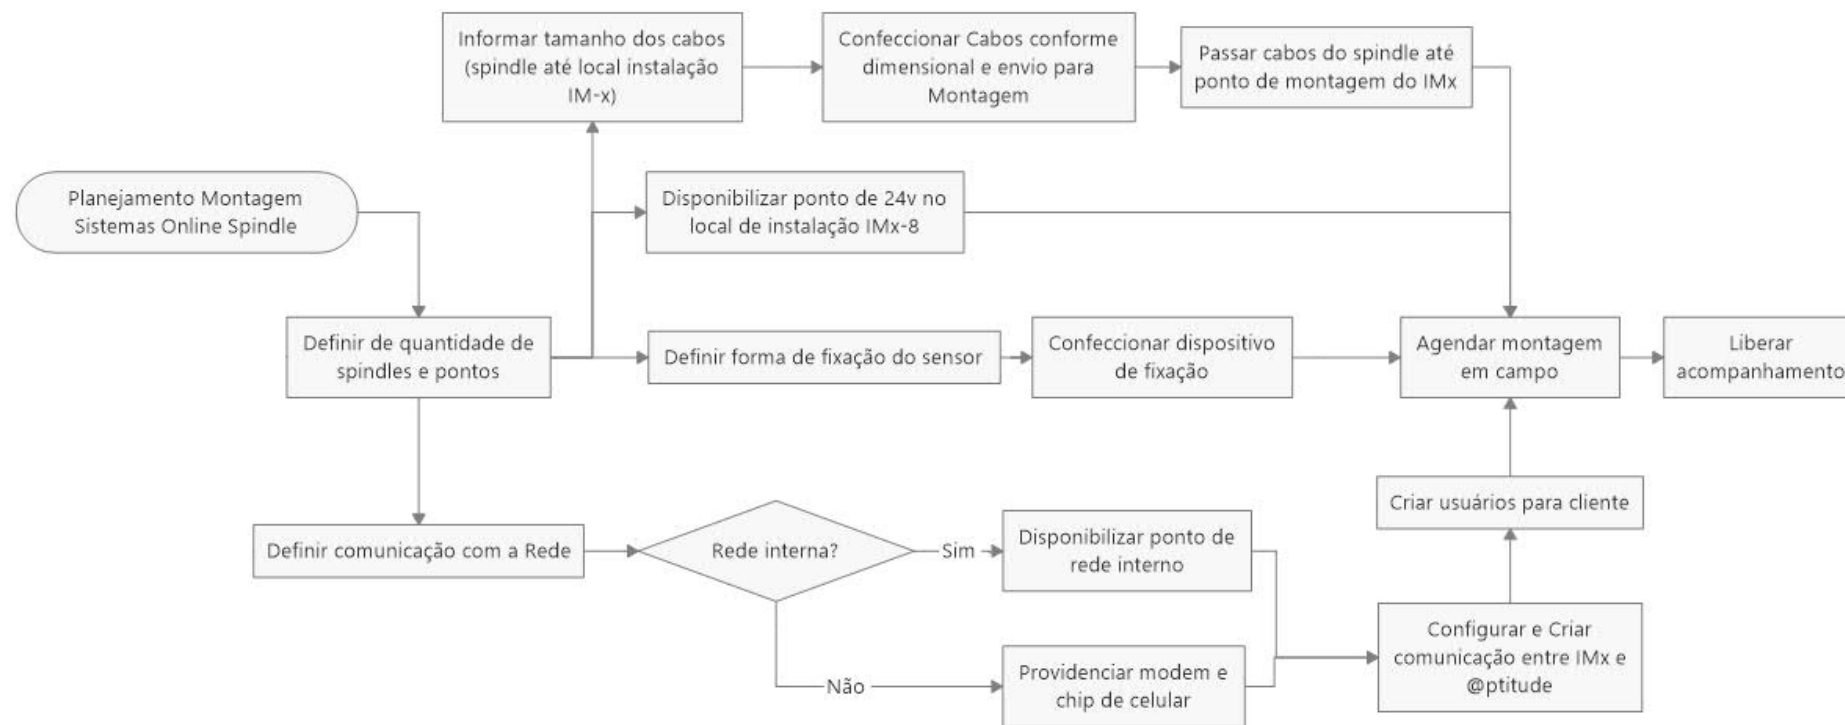 Informar tamanho dos cabos
(spindle até local instalação
IM-x)
Confeccionar Cabos conforme
dimensional e envio para
Montagem
Passar cabos do spindle até
ponto de montagem do IMx
Planejamento Montagem
Sistemas Online Spindle
Disponibilizar ponto de 24v no
local de instalação IMx-8
Definir de quantidade de
spindles e pontos
Definir forma de fixação do sensor
Confeccionar dispositivo
de fixação
Agendar montagem
em campo
Liberar
acompanhamento
Criar usuários para cliente
Definir comunicação com a Rede
Rede interna?
Sim
Disponibilizar ponto de
rede interno
Não
Providenciar modem e
chip de celular
Configurar e Criar
comunicação entre IMx e
@ptitude